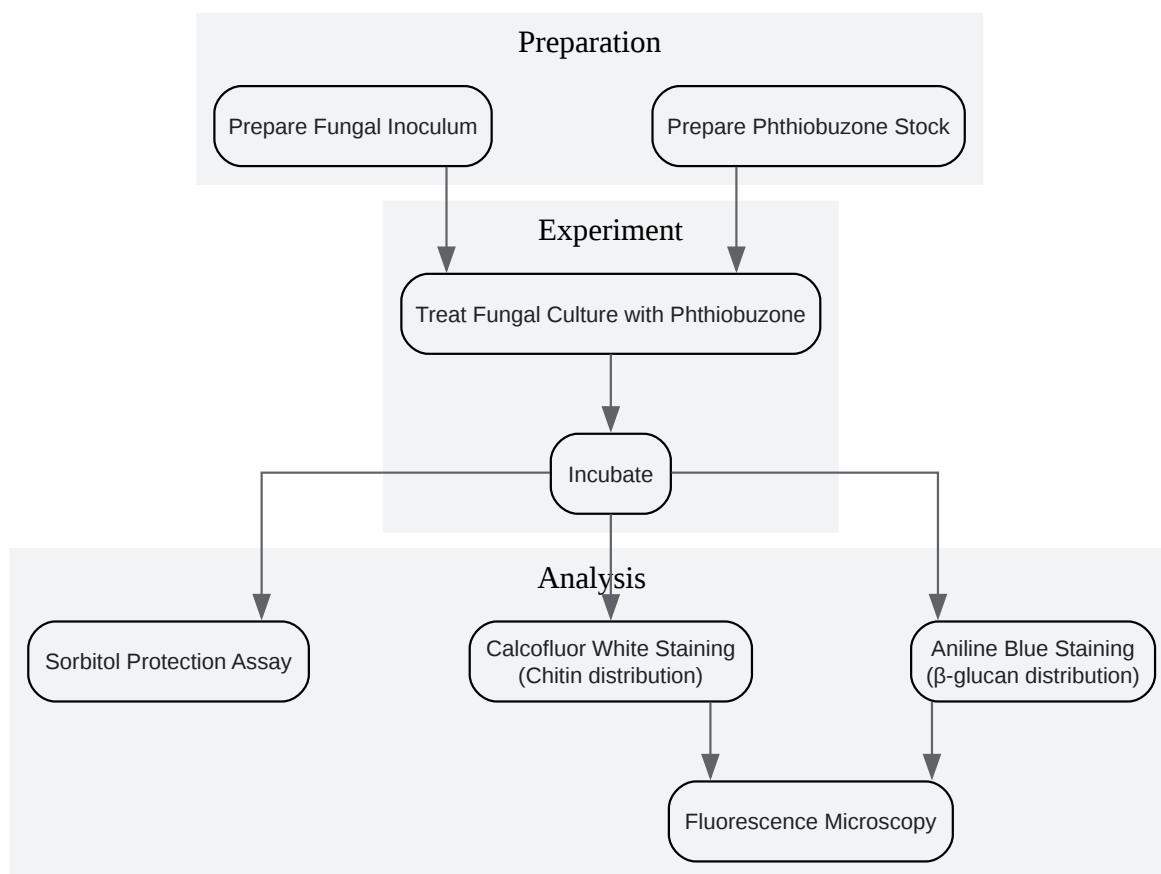 Preparation
Prepare Fungal Inoculum
Prepare Phthiobuzone Stock
Experiment
Treat Fungal Culture with Phthiobuzone
Incubate
Analysis
Sorbitol Protection Assay
Calcofluor White Staining
(Chitin distribution)
Aniline Blue Staining
(β-glucan distribution)
Fluorescence Microscopy